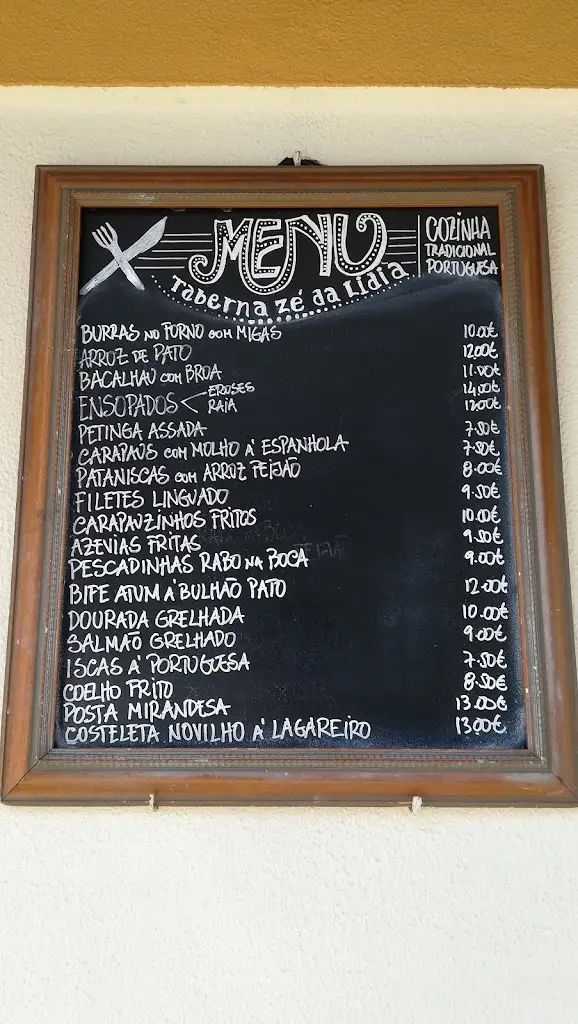 MENU
COZINHA
TRADICIONAL
PORTUGUESA
Taberna Zé da Lídia
BURRAS NO FORNO com MIGAS 10.00€
ARROZ DE PATO 12.00€
BACALHAU com BROA 11.00€
ENSOPADOS EIROSES 14,00€
RAIA 12.00€
PETINGA ASSADA 7.50€
CARAPAUS com MOLHO À ESPANHOLA 7.50€
PATANISCAS com ARROZ FEIJÃO 8.00€
FILETES LINGUADO 9.50€
CARAPAUZINHOS FRITOS 10.00€
AZEVIAS FRITAS 9.50€
PESCADINHAS RABO NA BOCA 9.00€
BIFE ATUM À BULHÃO PATO 12.00€
DOURADA GRELHADA 10.00€
SALMÃO GRELHADO 9.00€
ISCAS À PORTUGUESA 7.50€
COELHO FRITO 8.50€
POSTA MIRANDESA 13.00€
COSTELETA NOVILHO À LAGAREIRO 13,00€